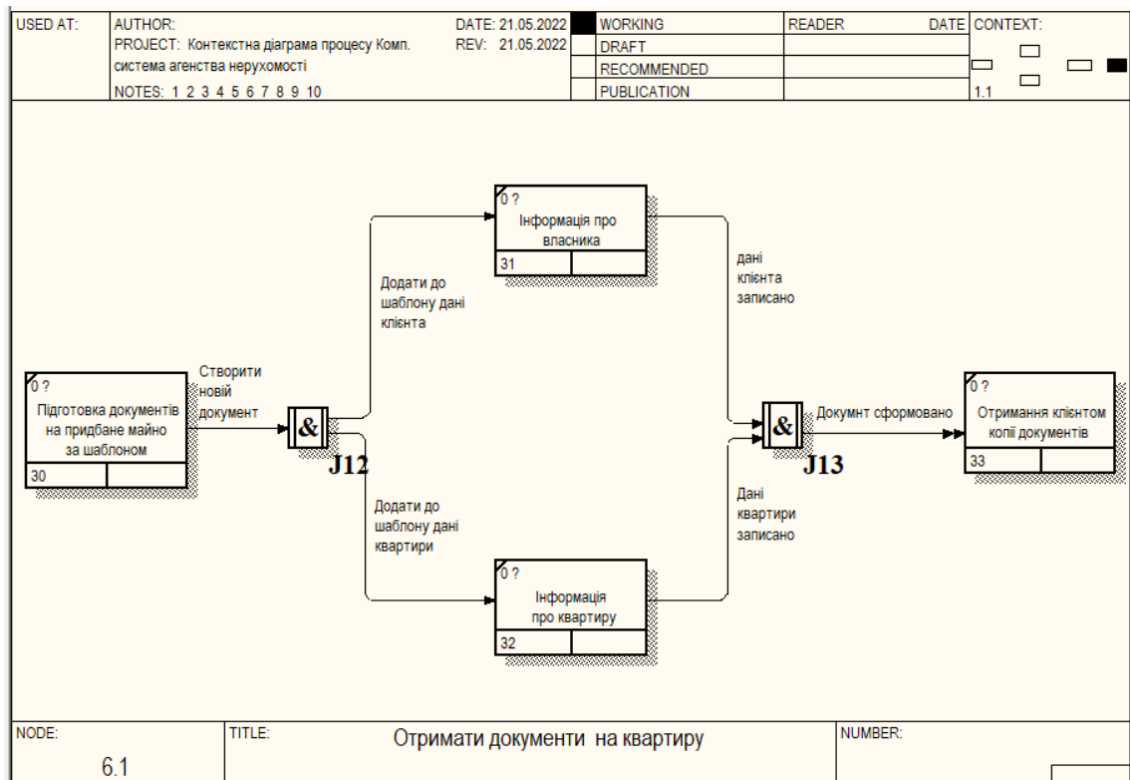 USED AT:
AUTHOR:
DATE: 21.05.2022
WORKING
READER
DATE
CONTEXT:
PROJECT: Контекстна діаграма процесу Комп.
REV: 21.05.2022
DRAFT
система агенства нерухомості
RECOMMENDED
NOTES: 1 2 3 4 5 6 7 8 9 10
PUBLICATION
1.1
0 ?
Інформація про
власника
31
Додати до
шаблону дані
клієнта
дані
клієнта
записано
0 ?
Підготовка документів
на придбане майно
за шаблоном
30
Створити
новій
документ
&
J12
&
J13
Докумнт сформовано
0 ?
Отримання клієнтом
копії документів
33
Додати до
шаблону дані
квартири
Дані
квартири
записано
0 ?
Інформація
про квартиру
32
NODE:
6.1
TITLE:
Отримати документи на квартиру
NUMBER: